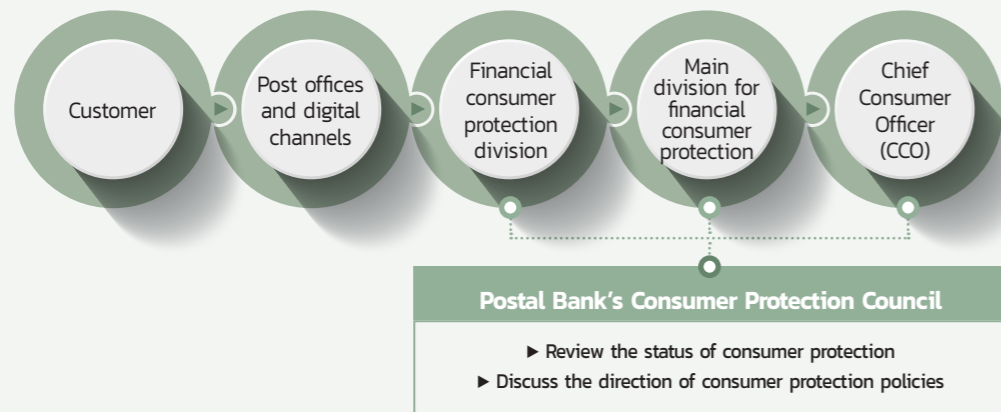 Customer
Post offices
and digital
channels
Financial
consumer
protection
division
Main
division for
financial
consumer
protection
Chief
Consumer
Officer
(CCO)
Postal Bank's Consumer Protection Council
▶ Review the status of consumer protection
▶ Discuss the direction of consumer protection policies